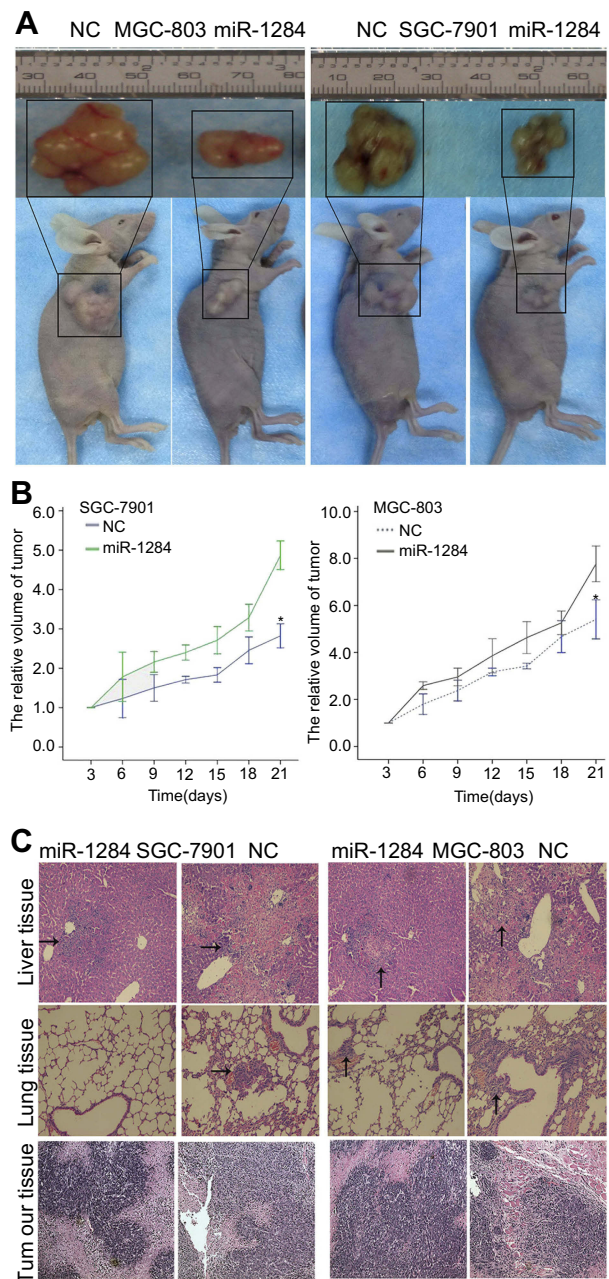 A
NC MGC-803 miR-1284
NC SGC-7901 miR-1284
30 40 50 60 70 80
10 20 30 40 50 60
B
SGC-7901
NC
miR-1284
The relative volume of tumor
6.0
5.0
4.0
3.0
2.0
1.0
0.0
*
3 6 9 12 15 18 21
Time(days)
MGC-803
NC
miR-1284
The relative volume of tumor
10.0
8.0
6.0
4.0
2.0
0.0
*
3 6 9 12 15 18 21
Time(days)
C
miR-1284 SGC-7901 NC
miR-1284 MGC-803 NC
Liver tissue
Lung tissue
Tum our tissue